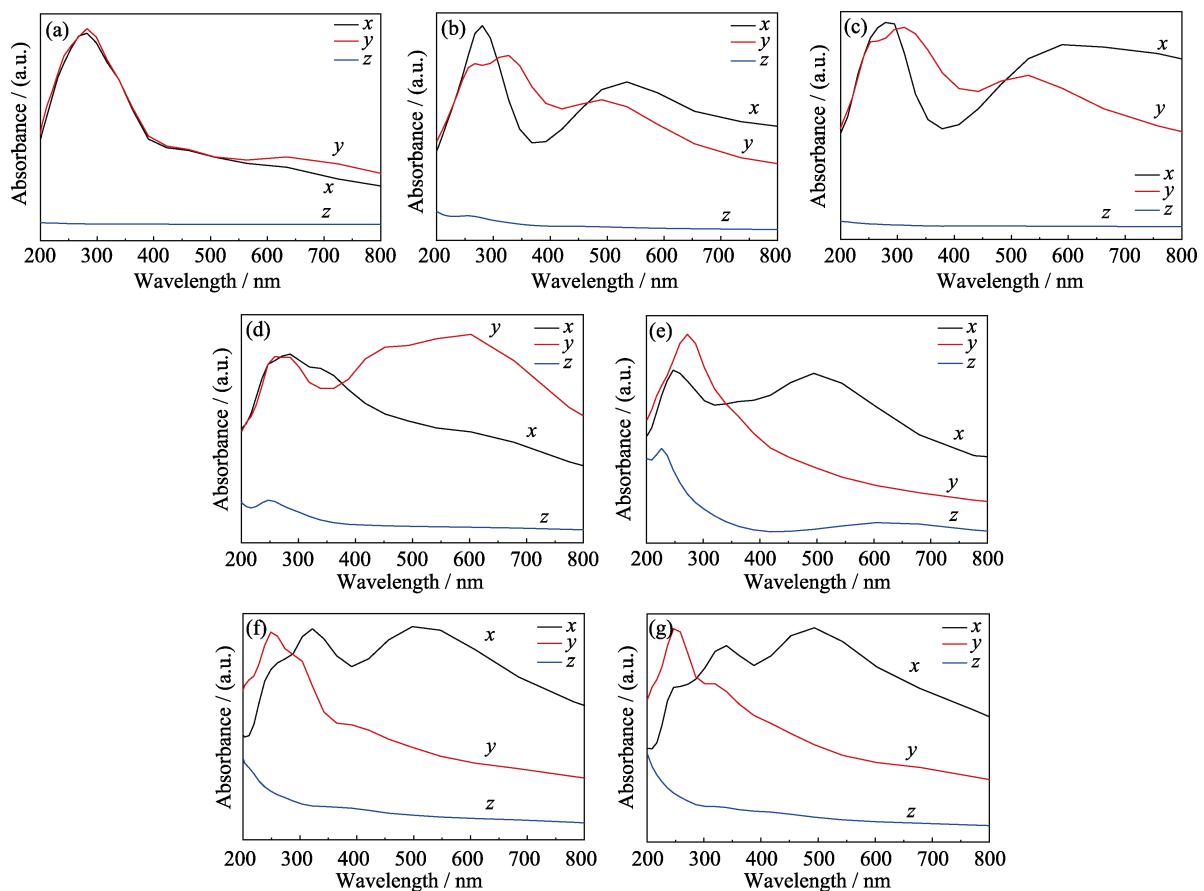 (a)
x
y
z
y
x
z
Absorbance / (a.u.)
200 300 400 500 600 700 800
Wavelength / nm
(b)
x
y
z
x
y
z
Absorbance / (a.u.)
200 300 400 500 600 700 800
Wavelength / nm
(c)
x
y
x
y
z
z
Absorbance / (a.u.)
200 300 400 500 600 700 800
Wavelength / nm
(d)
x
y
z
y
x
z
Absorbance / (a.u.)
200 300 400 500 600 700 800
Wavelength / nm
(e)
x
y
z
x
y
z
Absorbance / (a.u.)
200 300 400 500 600 700 800
Wavelength / nm
(f)
x
y
z
x
y
z
Absorbance / (a.u.)
200 300 400 500 600 700 800
Wavelength / nm
(g)
x
y
z
x
y
z
Absorbance / (a.u.)
200 300 400 500 600 700 800
Wavelength / nm